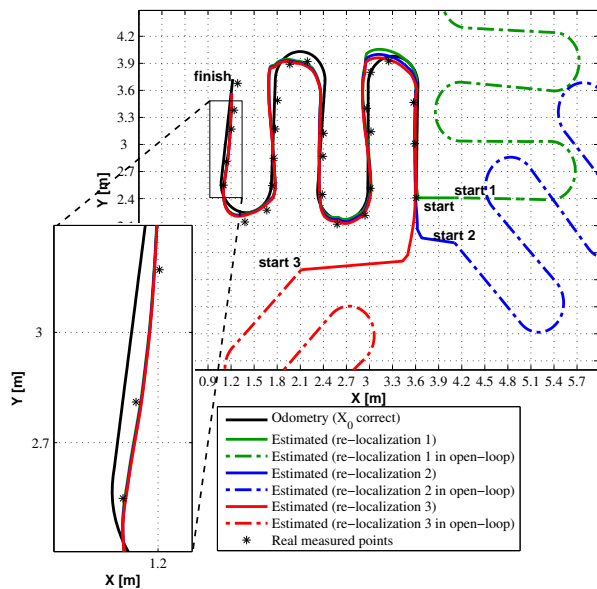 4.2
3.9
3.6
3.3
3
2.7
2.4
2.1
Y [m]
finish
start
start 1
start 2
start 3
0.9 1.2 1.5 1.8 2.1 2.4 2.7 3 3.3 3.6 3.9 4.2 4.5 4.8 5.1 5.4 5.7
X [m]
3
2.7
Y [m]
1.2
X [m]
Odometry (X_0 correct)
Estimated (re−localization 1)
Estimated (re−localization 1 in open−loop)
Estimated (re−localization 2)
Estimated (re−localization 2 in open−loop)
Estimated (re−localization 3)
Estimated (re−localization 3 in open−loop)
Real measured points